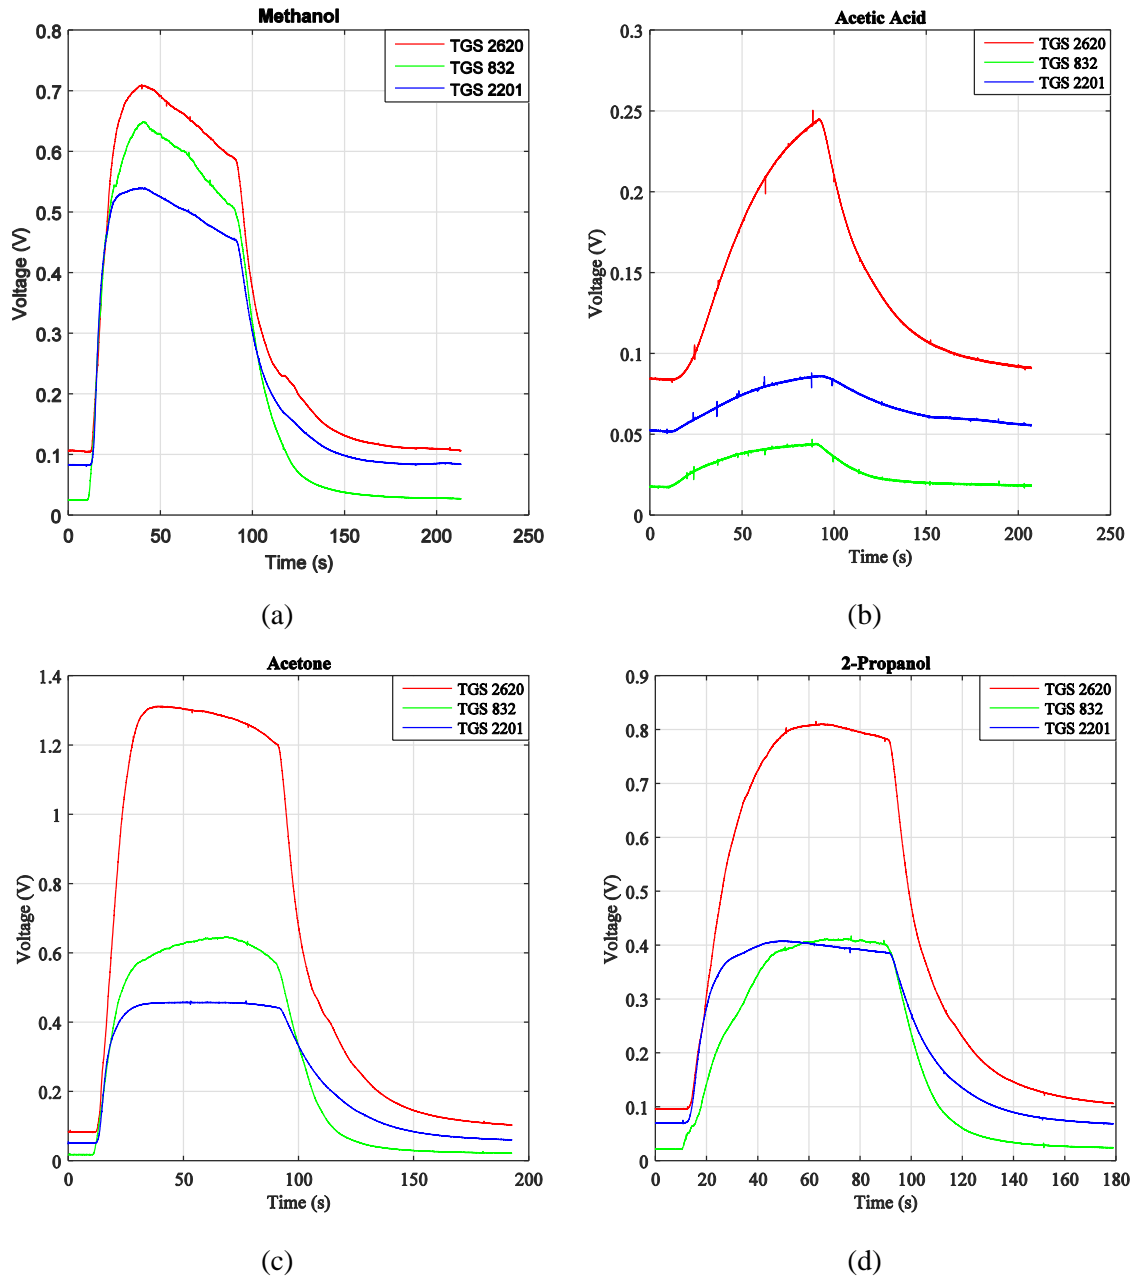 Methanol
0.8
0.7
0.6
0.5
0.4
0.3
0.2
0.1
0
Voltage (V)
TGS 2620
TGS 832
TGS 2201
0 50 100 150 200 250
Time (s)
(a)
Acetic Acid
0.3
0.25
0.2
0.15
0.1
0.05
0
Voltage (V)
TGS 2620
TGS 832
TGS 2201
0 50 100 150 200 250
Time (s)
(b)
Acetone
1.4
1.2
1
0.8
0.6
0.4
0.2
0
Voltage (V)
TGS 2620
TGS 832
TGS 2201
0 50 100 150 200
Time (s)
(c)
2-Propanol
0.9
0.8
0.7
0.6
0.5
0.4
0.3
0.2
0.1
0
Voltage (V)
TGS 2620
TGS 832
TGS 2201
0 20 40 60 80 100 120 140 160 180
Time (s)
(d)